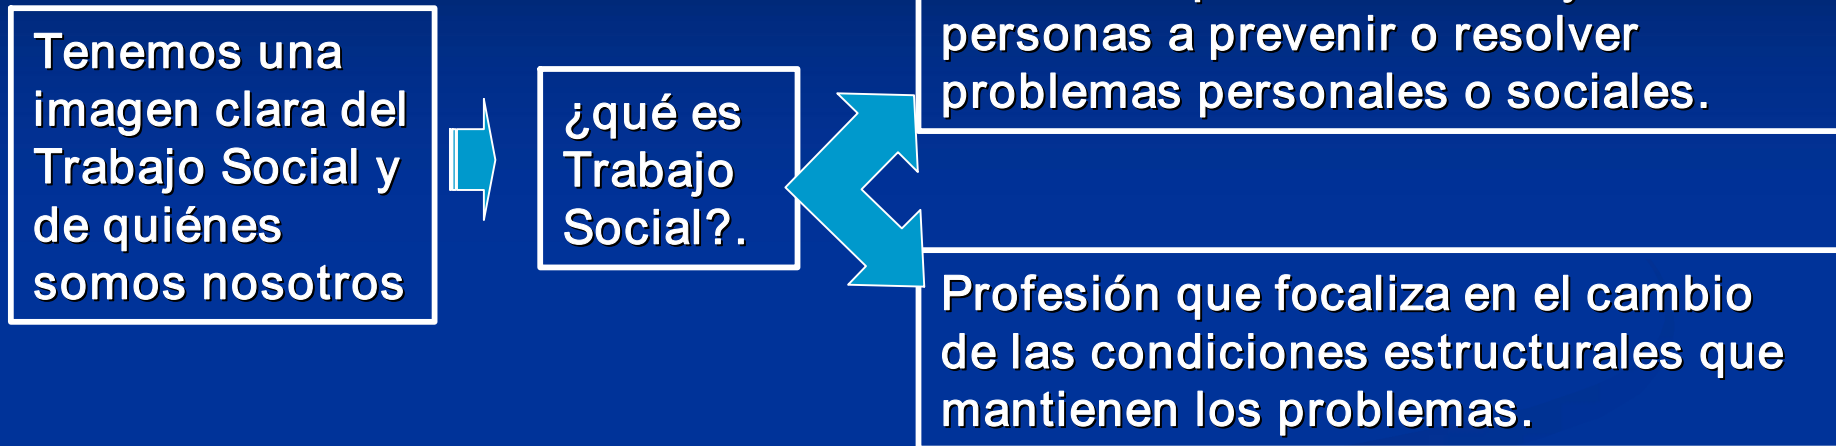 Tenemos una
imagen clara del
Trabajo Social y
de quiénes
somos nosotros
¿qué es
Trabajo
Social?.
personas a prevenir o resolver
problemas personales o sociales.
Profesión que focaliza en el cambio
de las condiciones estructurales que
mantienen los problemas.